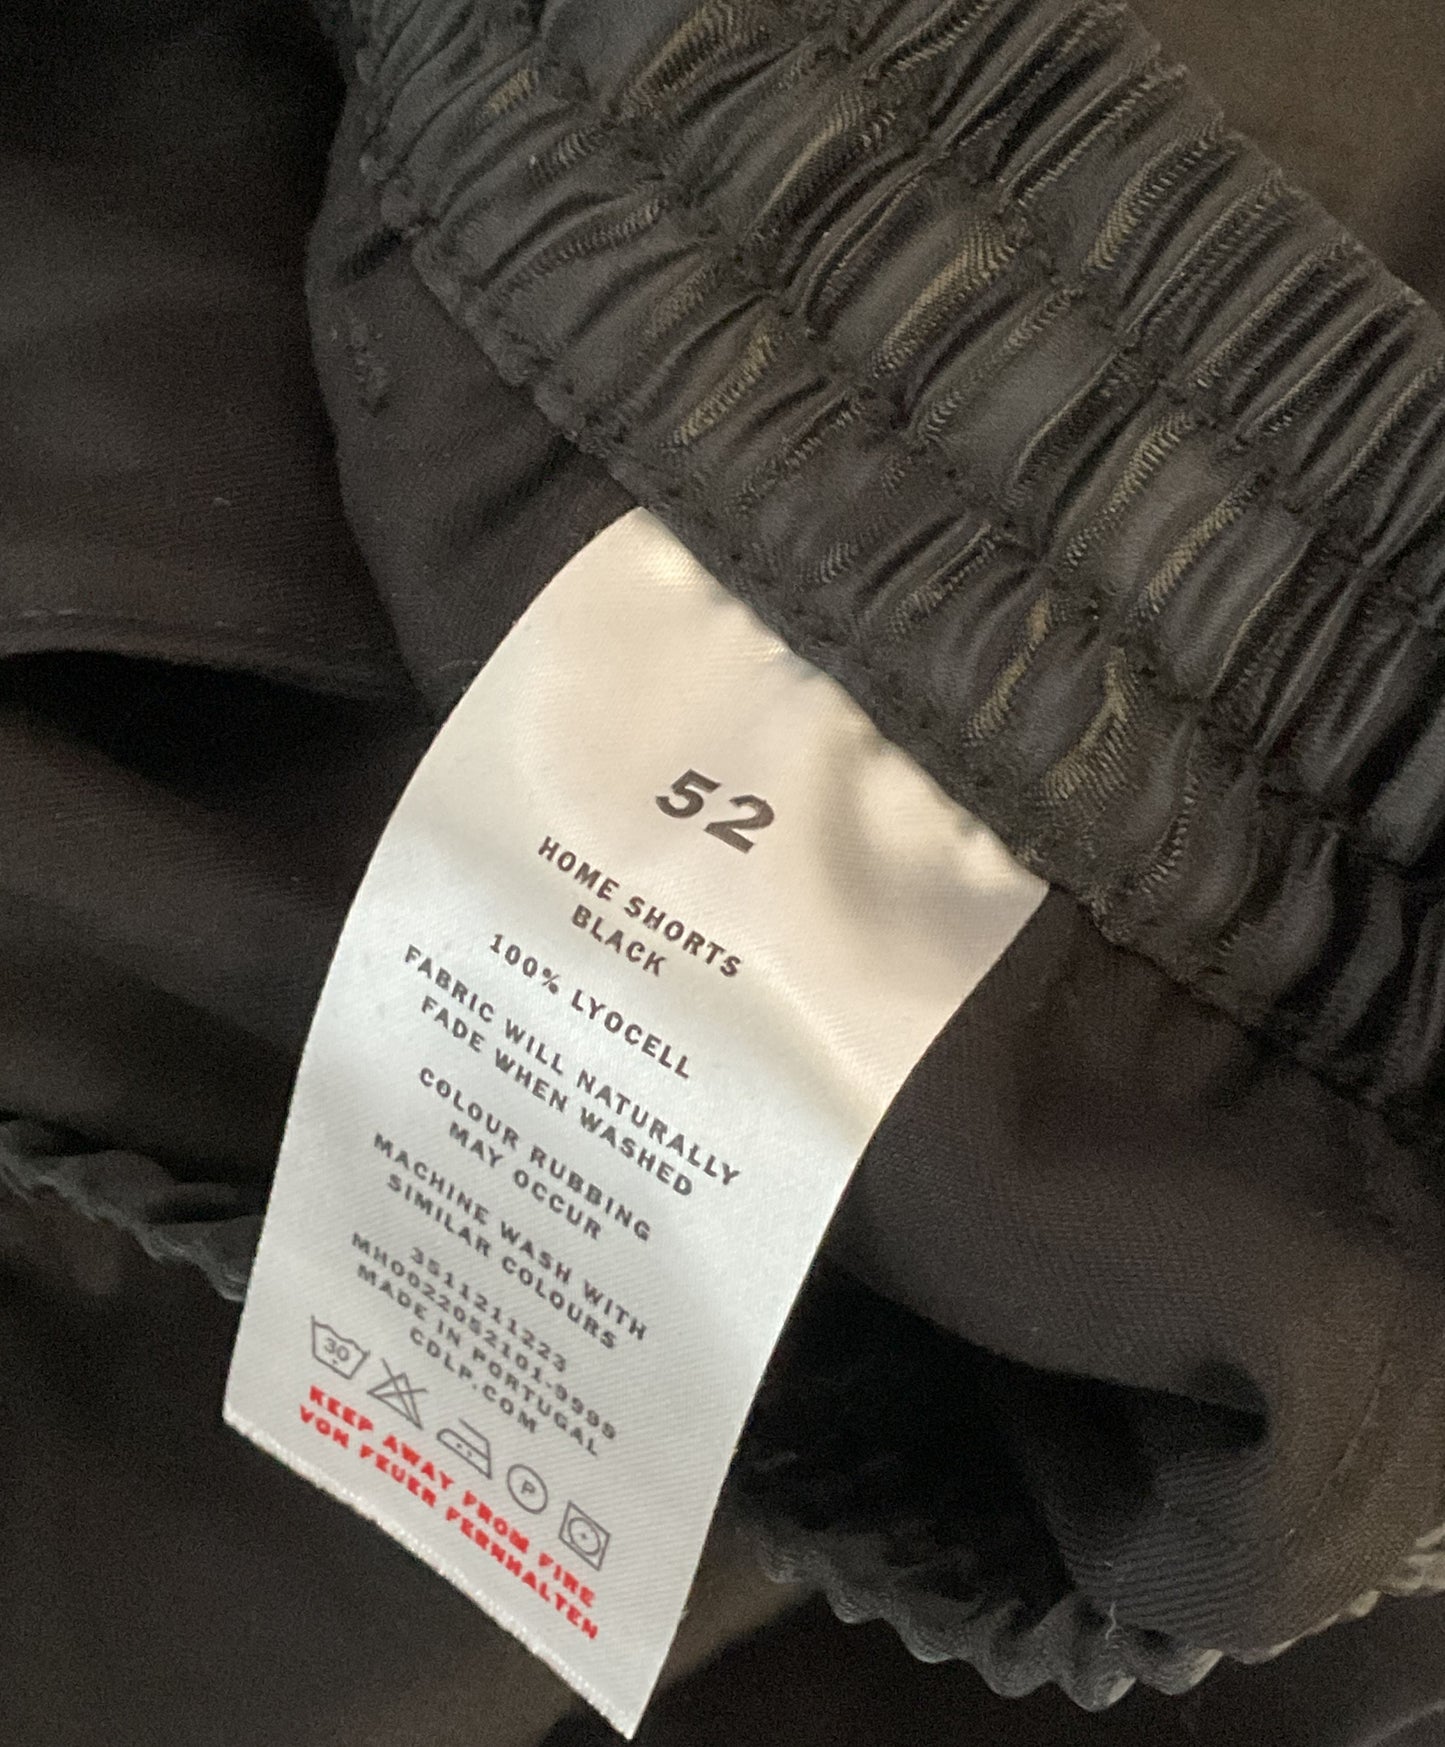 52
HOME SHORTS
BLACK
100% LYOCELL
FABRIC WILL NATURALLY
FADE WHEN WASHED
COLOUR RUBBING
MAY OCCUR
MACHINE WASH WITH
SIMILAR COLOURS
3511211223
MH0022052101-9999
MADE IN PORTUGAL
CDLP.COM
30
P
KEEP AWAY FROM FIRE
VON FEUER FERNHALTEN